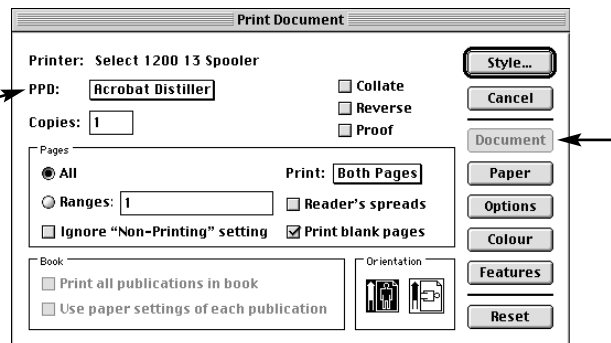 Print Document
Printer: Select 1200 13 Spooler
Style...
PPD: Acrobat Distiller
Collate
Cancel
Reverse
Copies: 1
Proof
Document
Pages
All
Print: Both Pages
Paper
Ranges: 1
Reader's spreads
Options
Ignore “Non-Printing” setting
Print blank pages
Colour
Book
Orientation
Print all publications in book
Features
Use paper settings of each publication
Reset